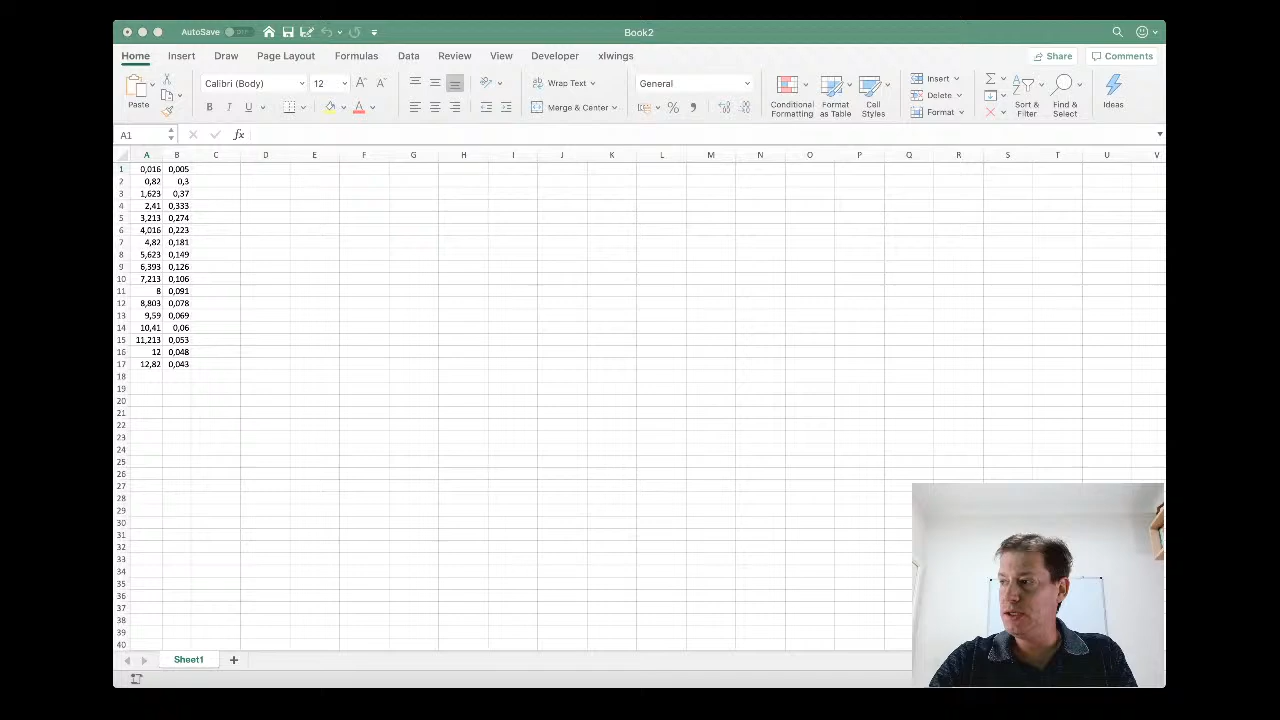 AutoSave OFF Book2
Home Insert Draw Page Layout Formulas Data Review View Developer xlwings Share Comments
Paste Calibri (Body) 12 A A B I U A Wrap Text Merge & Center General % Conditional Formatting Format as Table Cell Styles Insert Delete Format Sort & Filter Find & Select Ideas
A1 fx
A B C D E F G H I J K L M N O P Q R S T U V
1 0,016 0,005
2 0,82 0,3
3 1,623 0,37
4 2,41 0,333
5 3,213 0,274
6 4,016 0,223
7 4,82 0,181
8 5,623 0,149
9 6,393 0,126
10 7,213 0,106
11 8 0,091
12 8,803 0,078
13 9,59 0,069
14 10,41 0,06
15 11,213 0,053
16 12 0,048
17 12,82 0,043
18
19
20
21
22
23
24
25
26
27
28
29
30
31
32
33
34
35
36
37
38
39
40
Sheet1 +